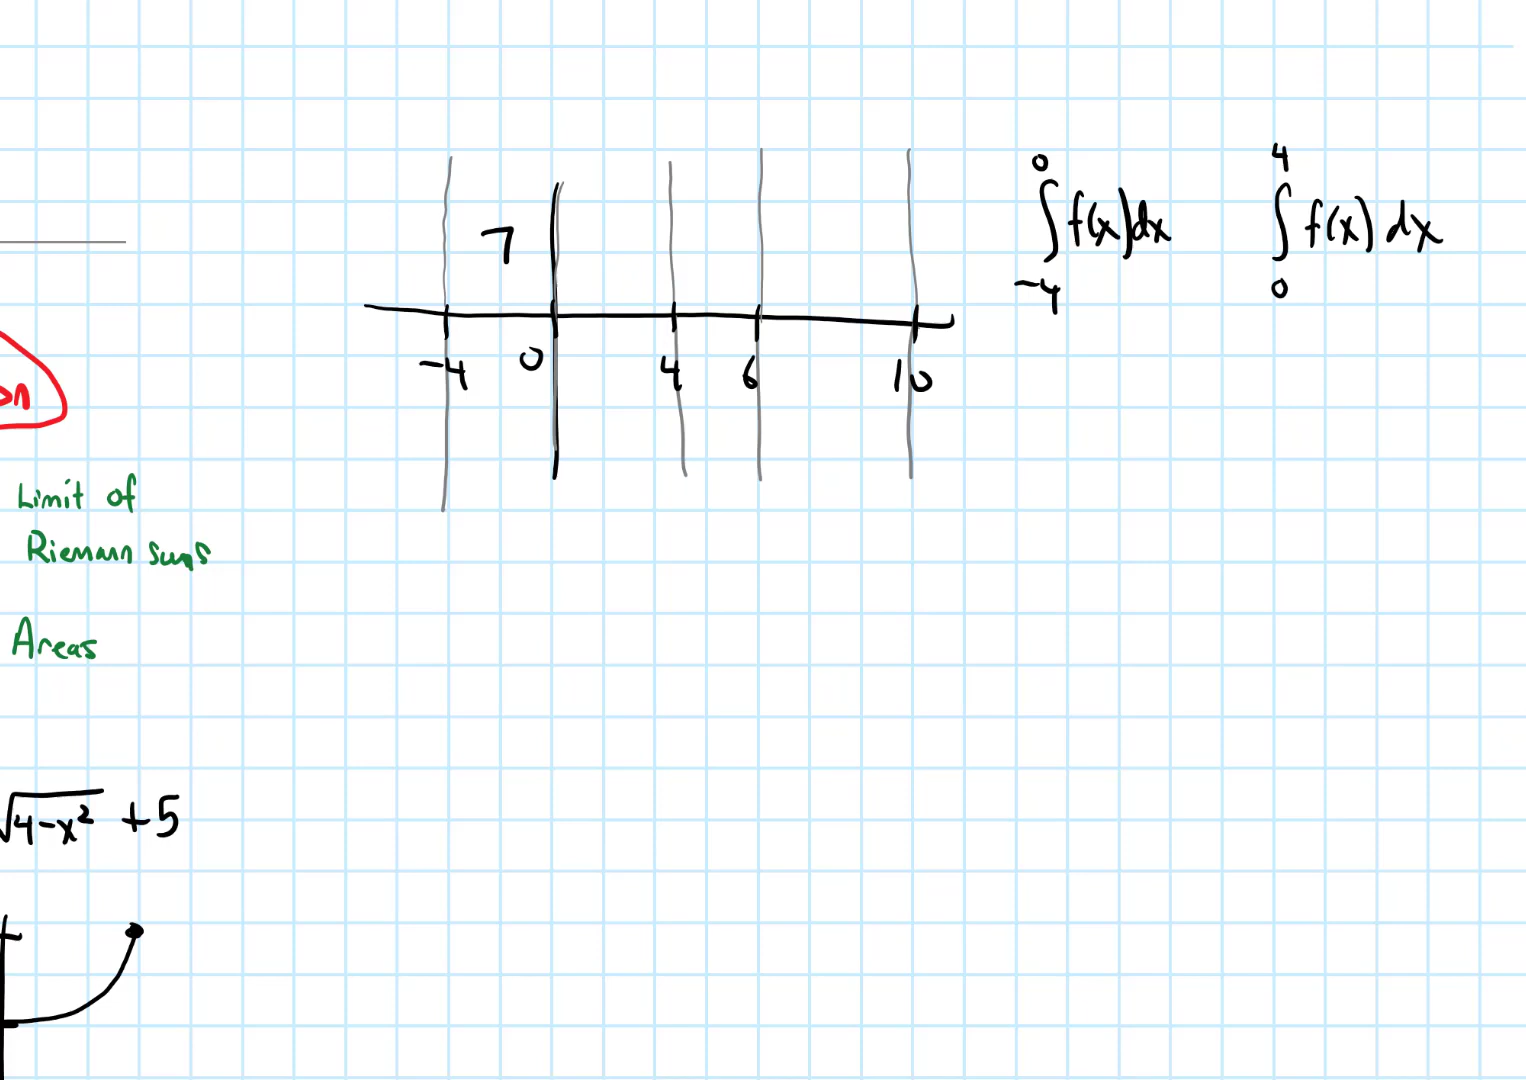 7
-4 0 4 6 10
∫_{-4}^{0} f(x)dx ∫_{0}^{4} f(x) dx
on
Limit of
Riemann sums
Areas
√4-x² +5